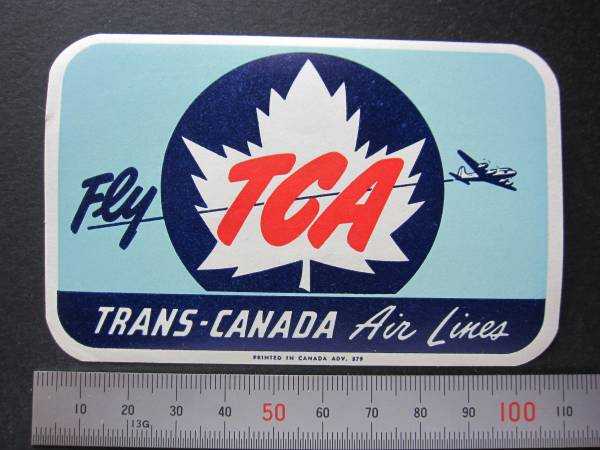 Fly TCA
TRANS-CANADA Air Lines
PRINTED IN CANADA ADV. 579
10 20 30 40 50 60 70 80 90 100 110
13G